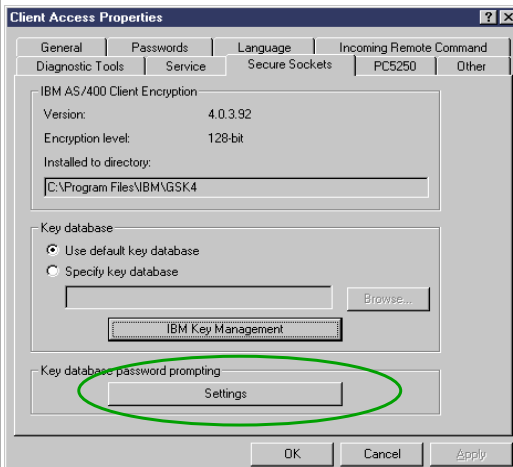 Client Access Properties
General Passwords Language Incoming Remote Command
Diagnostic Tools Service Secure Sockets PC5250 Other
IBM AS/400 Client Encryption
Version: 4.0.3.92
Encryption level: 128-bit
Installed to directory:
C:\Program Files\IBM\GSK4
Key database
Use default key database
Specify key database
Browse...
IBM Key Management
Key database password prompting
Settings
OK Cancel Apply